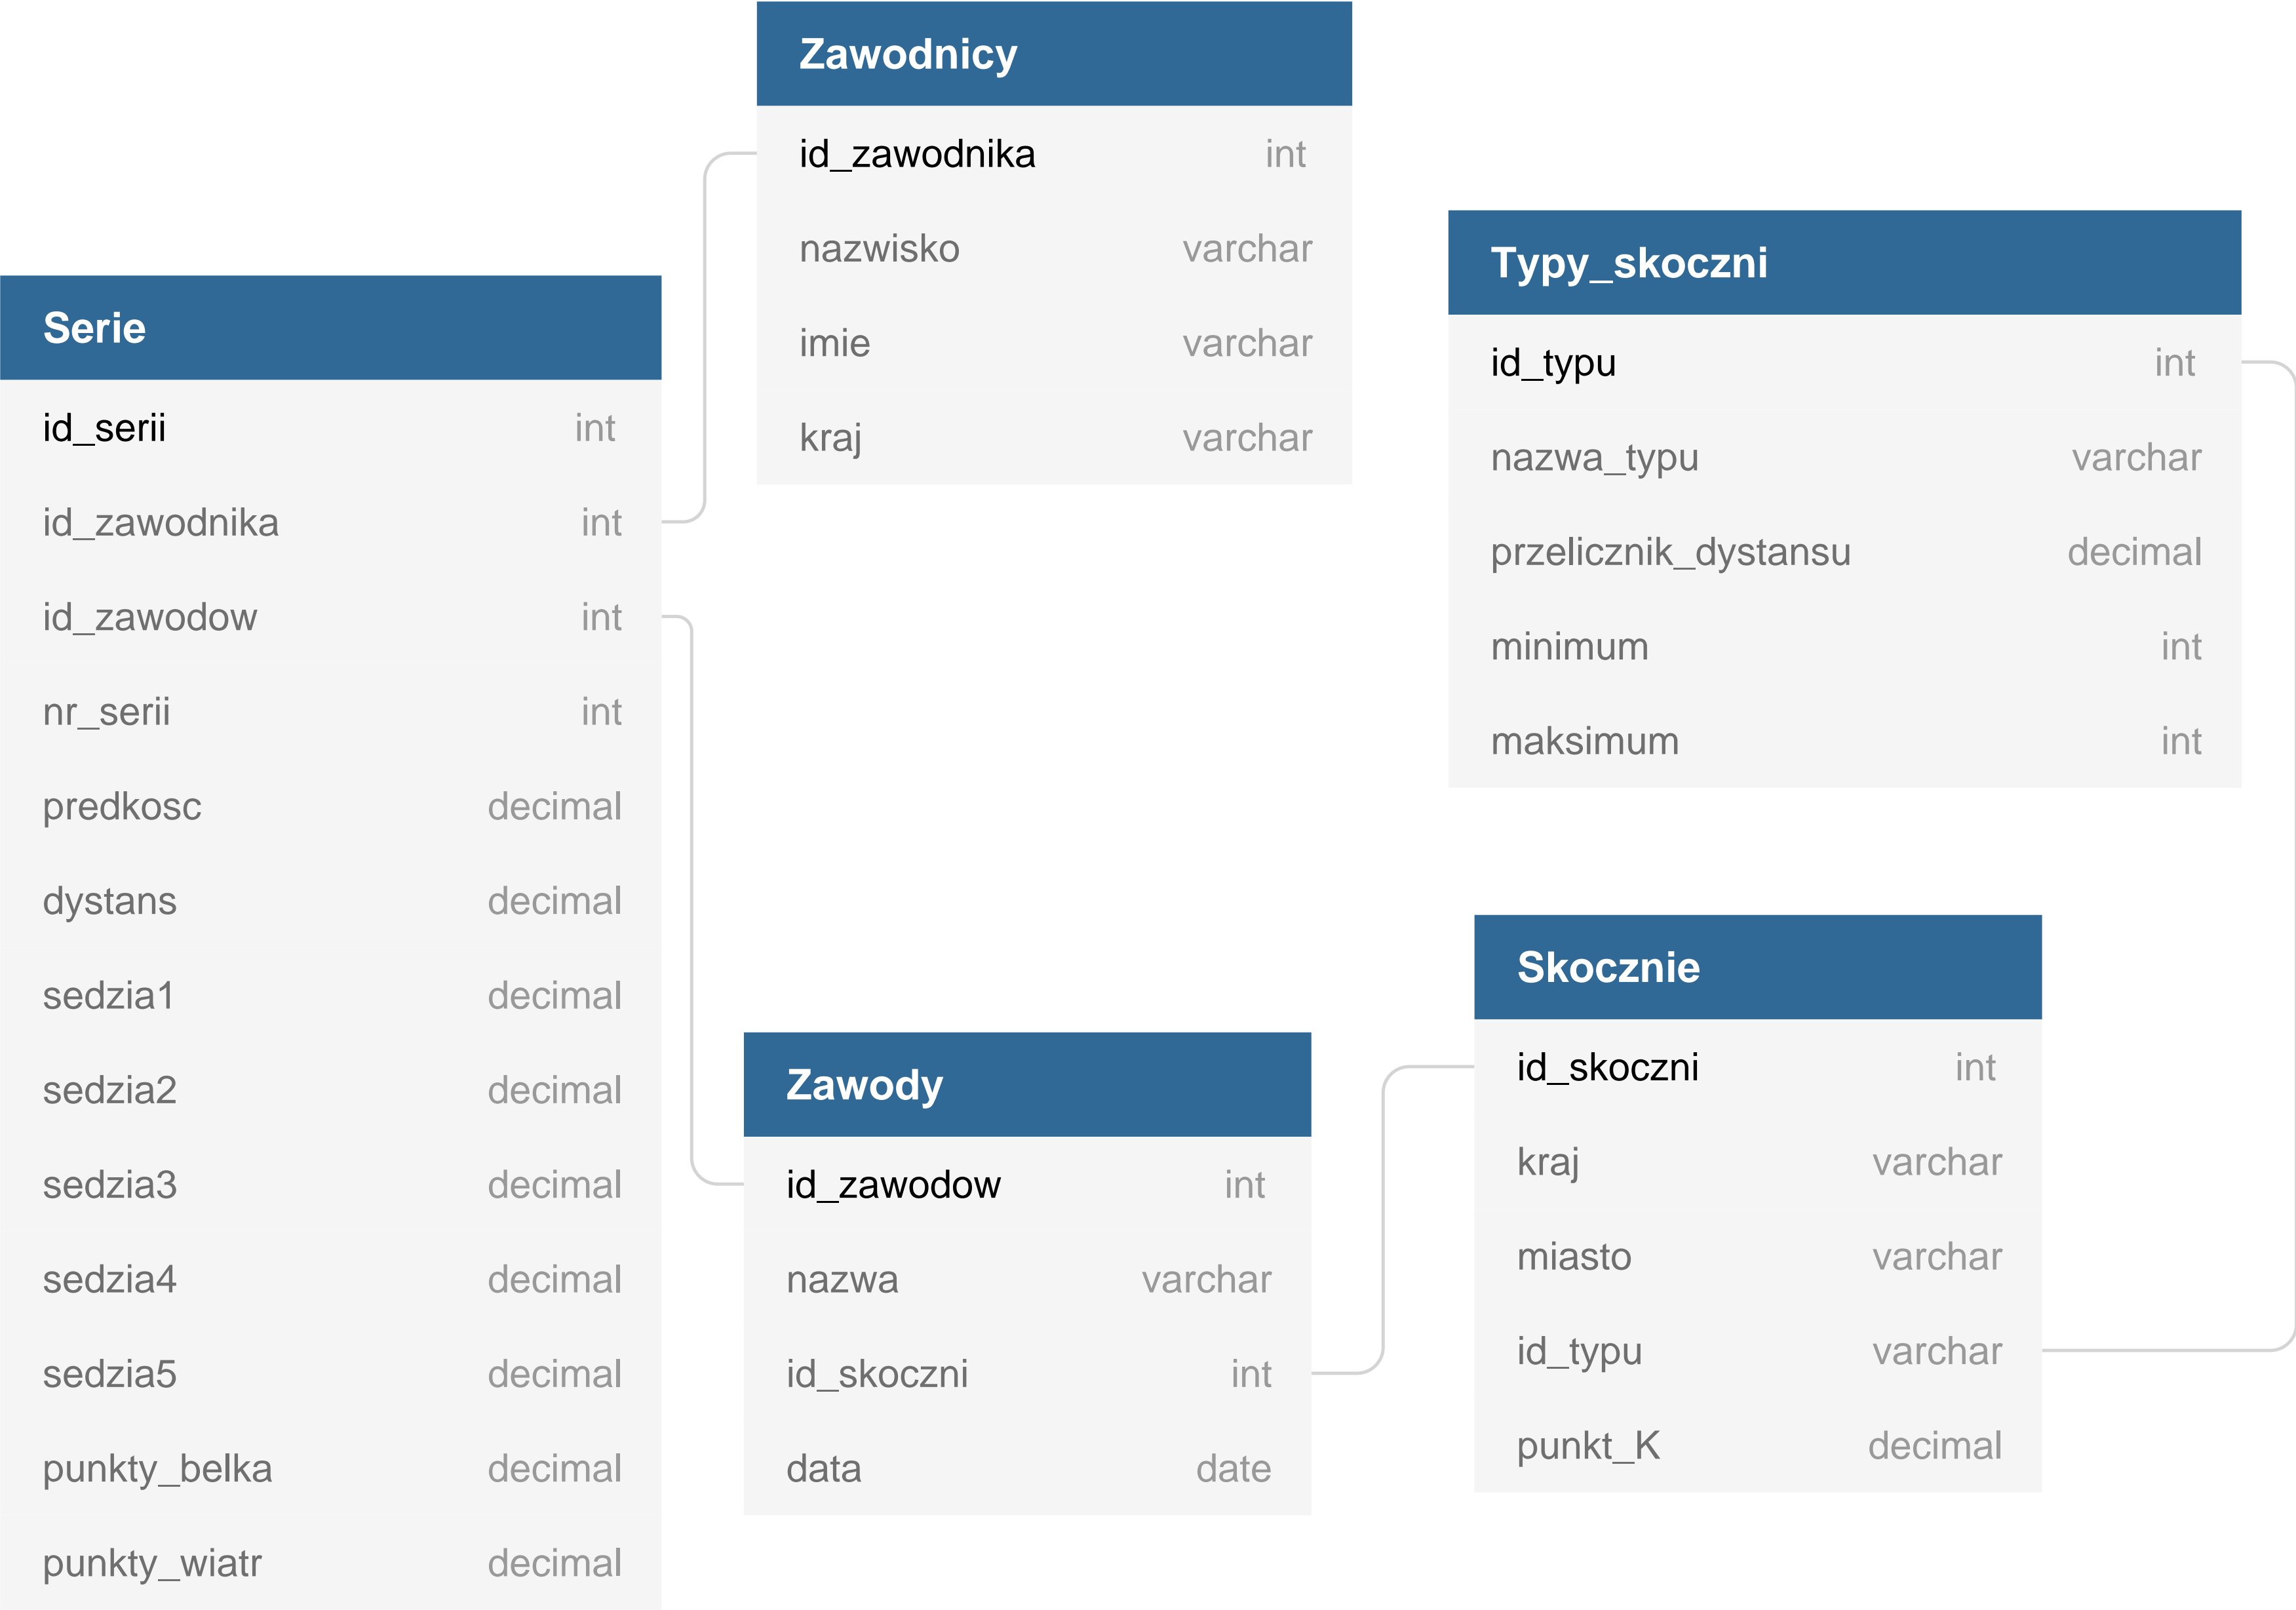 Zawodnicy
id_zawodnika int
nazwisko varchar
imie varchar
kraj varchar
Typy_skoczni
id_typu int
nazwa_typu varchar
przelicznik_dystansu decimal
minimum int
maksimum int
Serie
id_serii int
id_zawodnika int
id_zawodow int
nr_serii int
predkosc decimal
dystans decimal
sedzia1 decimal
sedzia2 decimal
sedzia3 decimal
sedzia4 decimal
sedzia5 decimal
punkty_belka decimal
punkty_wiatr decimal
Zawody
id_zawodow int
nazwa varchar
id_skoczni int
data date
Skocznie
id_skoczni int
kraj varchar
miasto varchar
id_typu varchar
punkt_K decimal